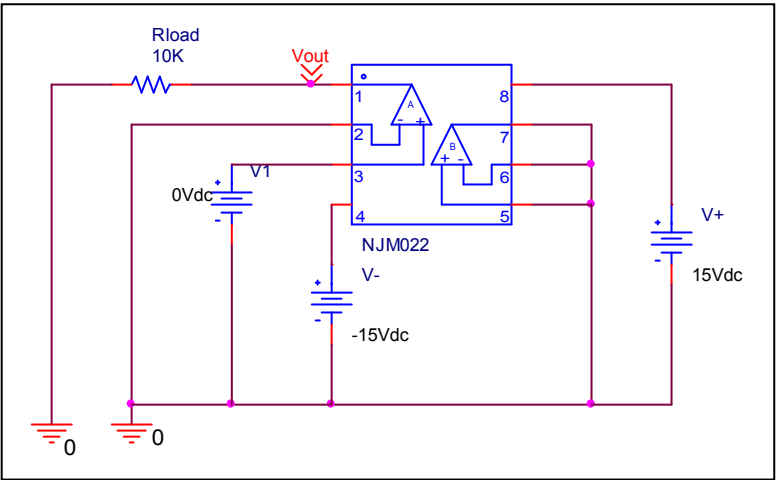 Rload
10K
Vout
1
8
A
- +
2
7
B
+ -
V1
3
6
+
0Vdc
-
4
5
NJM022
V+
+
-
15Vdc
V-
+
-
-15Vdc
0
0